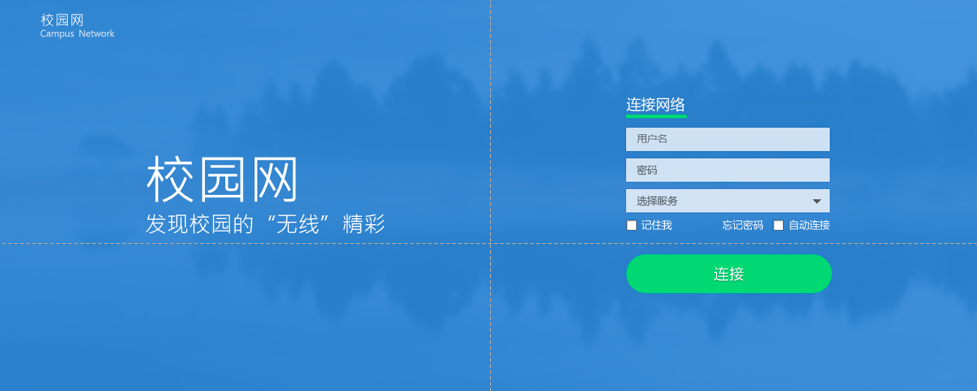 校园网
Campus Network
校园网
发现校园的“无线”精彩
连接网络
用户名
密码
选择服务
记住我 忘记密码 自动连接
连接